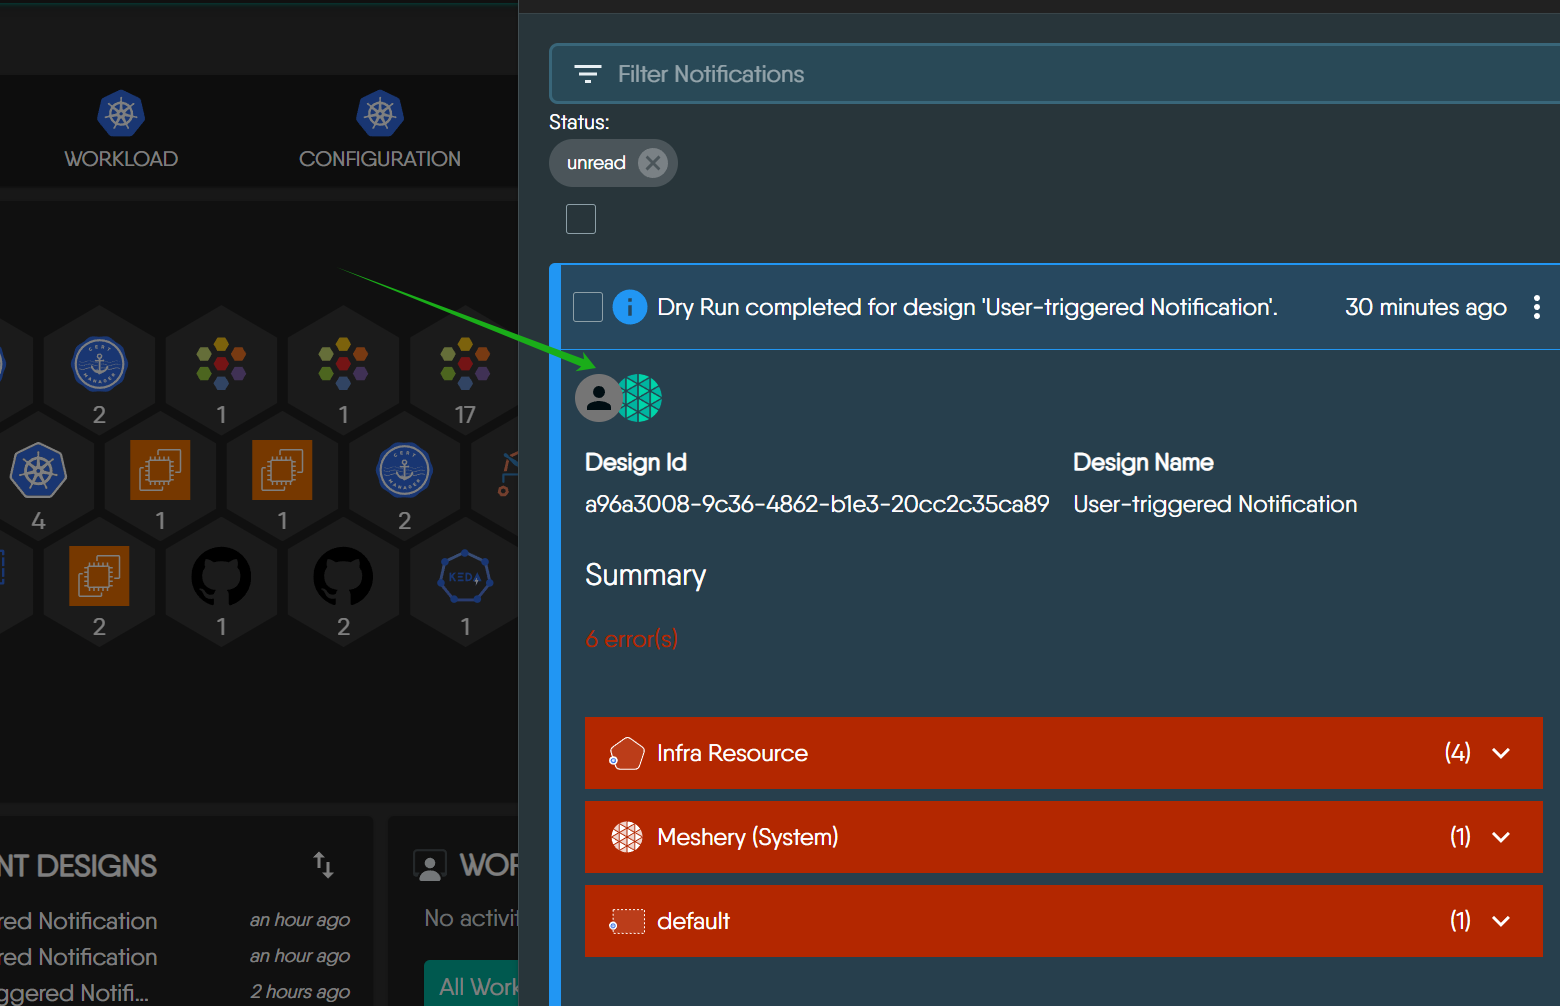 WORKLOAD
CONFIGURATION
2
1
1
17
4
1
1
2
CERT
MANAGER
2
1
2
KEDA
1
NT DESIGNS
red Notification
an hour ago
red Notification
an hour ago
ggered Notifi...
2 hours ago
WOR
No activit
All Work
Filter Notifications
Status:
unread
Dry Run completed for design 'User-triggered Notification'.
30 minutes ago
Design Id
Design Name
a96a3008-9c36-4862-b1e3-20cc2c35ca89
User-triggered Notification
Summary
6 error(s)
Infra Resource
(4)
Meshery (System)
(1)
default
(1)